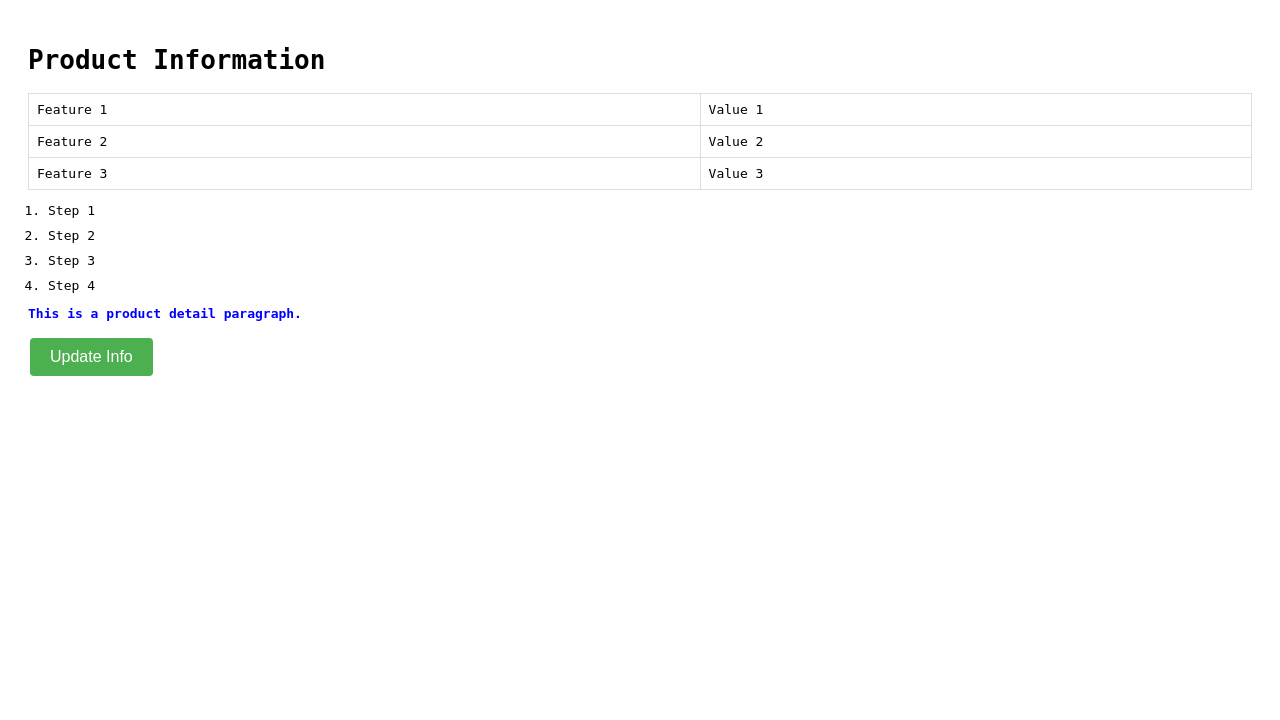 Product Information
Feature 1 Value 1
Feature 2 Value 2
Feature 3 Value 3
1. Step 1
2. Step 2
3. Step 3
4. Step 4
This is a product detail paragraph.
Update Info